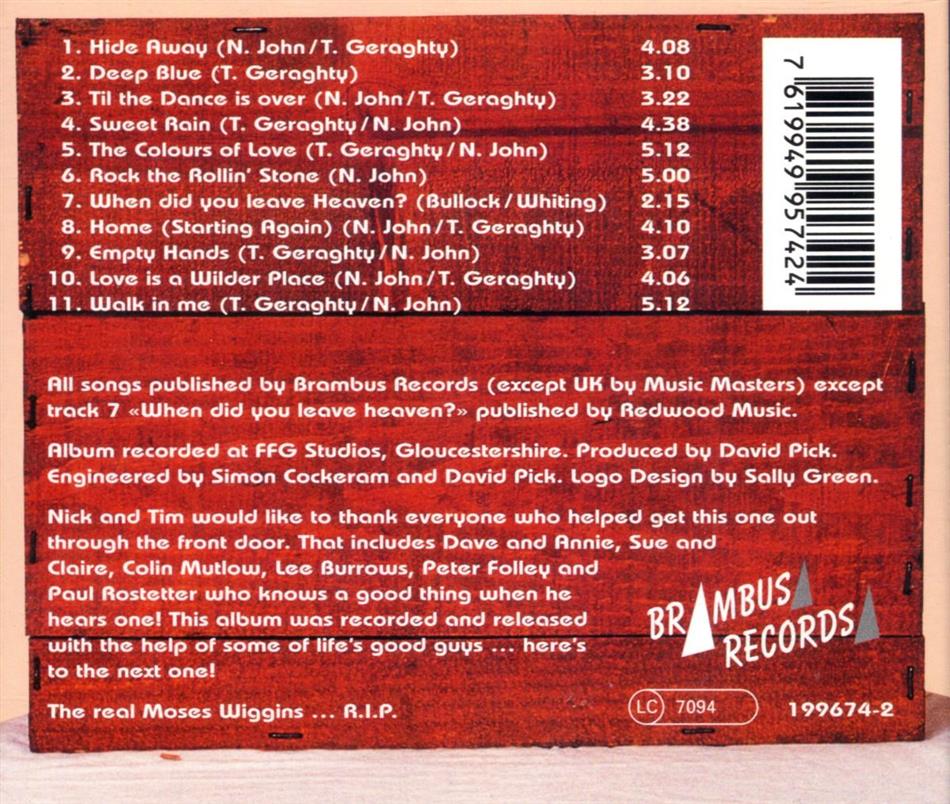 1. Hide Away (N. John/T. Geraghty) 4.08
2. Deep Blue (T. Geraghty) 3.10
3. Til the Dance is over (N. John/T. Geraghty) 3.22
4. Sweet Rain (T. Geraghty/N. John) 4.38
5. The Colours of Love (T. Geraghty/N. John) 5.12
6. Rock the Rollin' Stone (N. John) 5.00
7. When did you leave Heaven? (Bullock/Whiting) 2.15
8. Home (Starting Again) (N. John/T. Geraghty) 4.10
9. Empty Hands (T. Geraghty/N. John) 3.07
10. Love is a Wilder Place (N. John/T. Geraghty) 4.06
11. Walk in me (T. Geraghty/N. John) 5.12
7 619949 957424
All songs published by Brambus Records (except UK by Music Masters) except
track 7 «When did you leave heaven?» published by Redwood Music.
Album recorded at FFG Studios, Gloucestershire. Produced by David Pick.
Engineered by Simon Cockeram and David Pick. Logo Design by Sally Green.
Nick and Tim would like to thank everyone who helped get this one out
through the front door. That includes Dave and Annie, Sue and
Claire, Colin Mutlow, Lee Burrows, Peter Folley and
Paul Rostetter who knows a good thing when he
hears one! This album was recorded and released
with the help of some of life's good guys ... here's
to the next one!
The real Moses Wiggins ... R.I.P.
BRAMBUS
RECORDS
LC 7094
199674-2